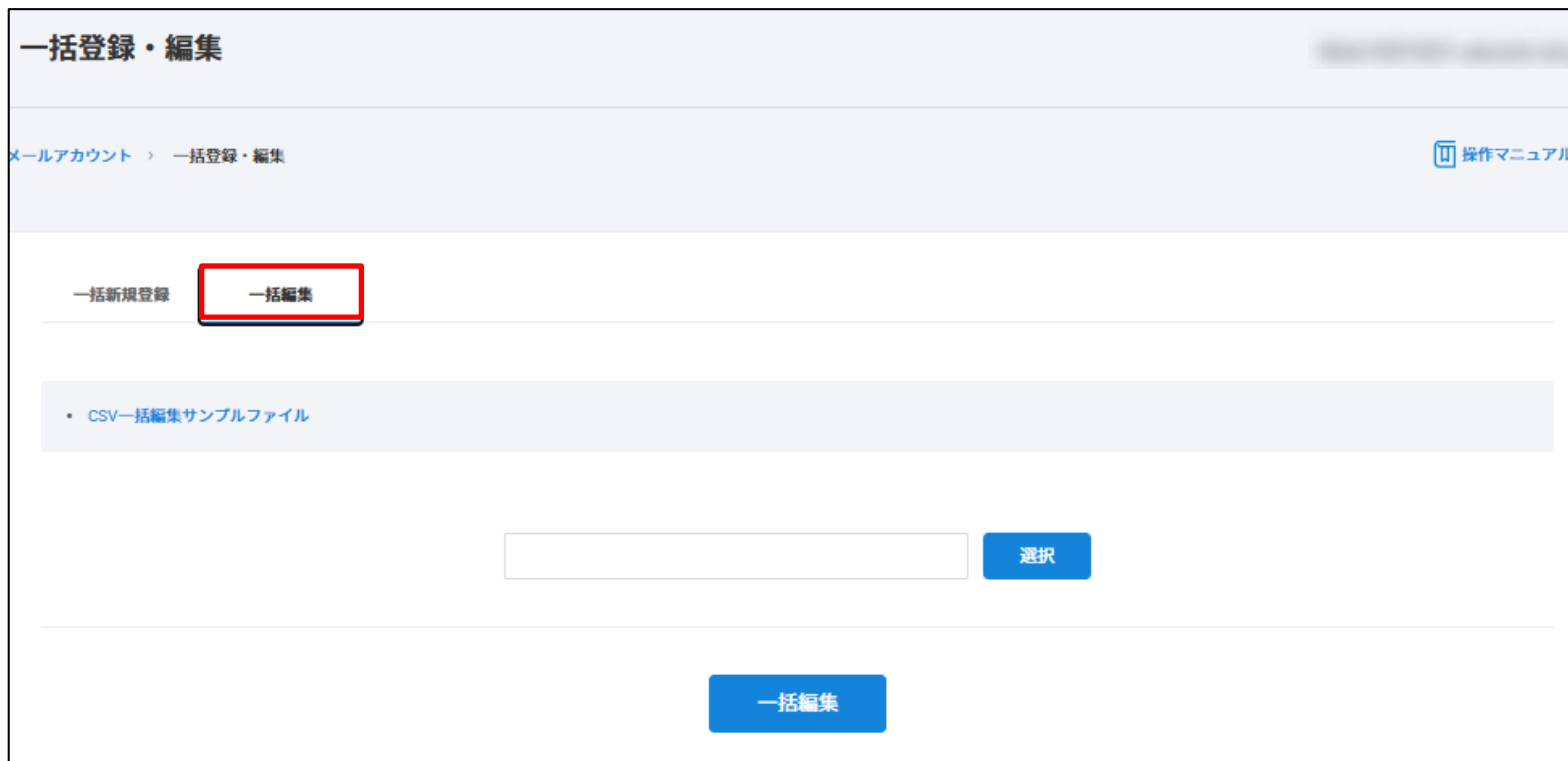 一括登録・編集
メールアカウント › 一括登録・編集
操作マニュアル
一括新規登録 一括編集
• CSV一括編集サンプルファイル
選択
一括編集